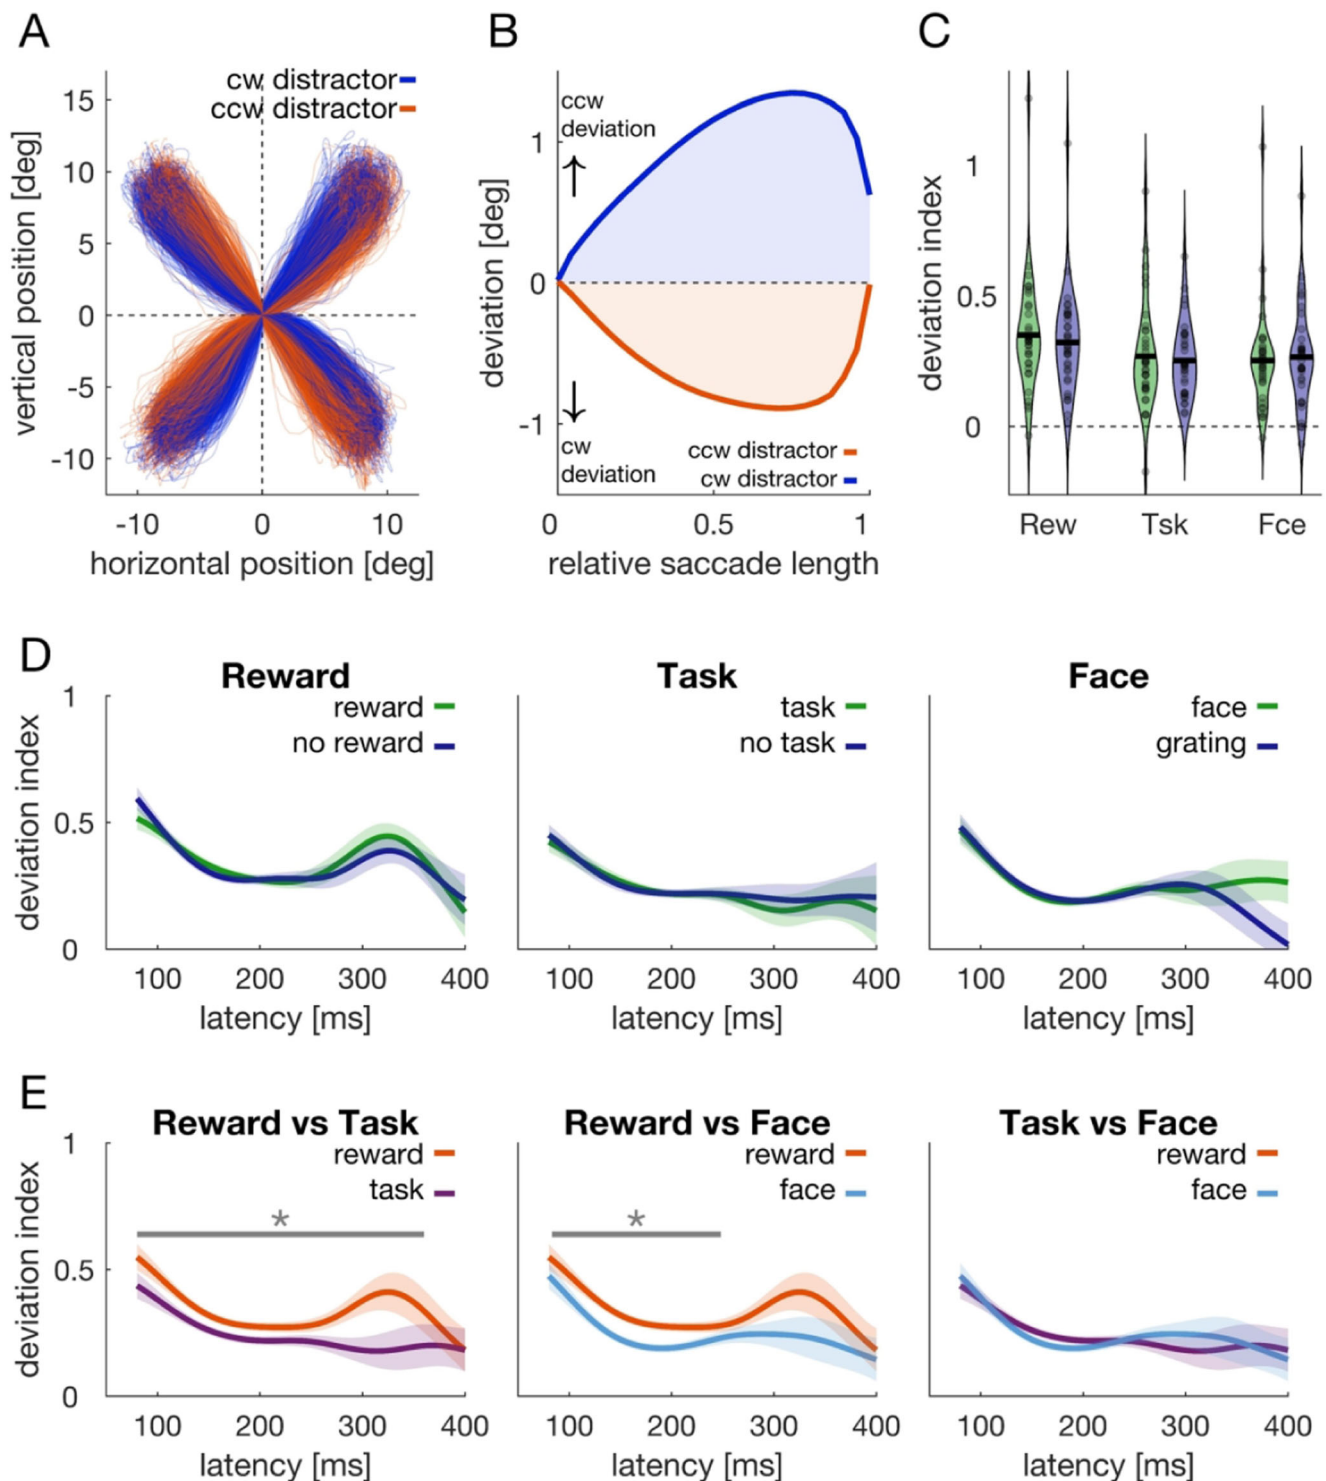 A
cw distractor
ccw distractor
15
10
5
0
-5
-10
-10 0 10
vertical position [deg]
horizontal position [deg]
B
ccw
deviation
↑
1
0
-1
↓
cw
deviation
ccw distractor
cw distractor
0 0.5 1
deviation [deg]
relative saccade length
C
1
0.5
0
deviation index
Rew Tsk Fce
D
Reward
reward
no reward
1
0.5
0
deviation index
100 200 300 400
latency [ms]
Task
task
no task
100 200 300 400
latency [ms]
Face
face
grating
100 200 300 400
latency [ms]
E
Reward vs Task
reward
task
*
1
0.5
0
deviation index
100 200 300 400
latency [ms]
Reward vs Face
reward
face
*
100 200 300 400
latency [ms]
Task vs Face
reward
face
100 200 300 400
latency [ms]